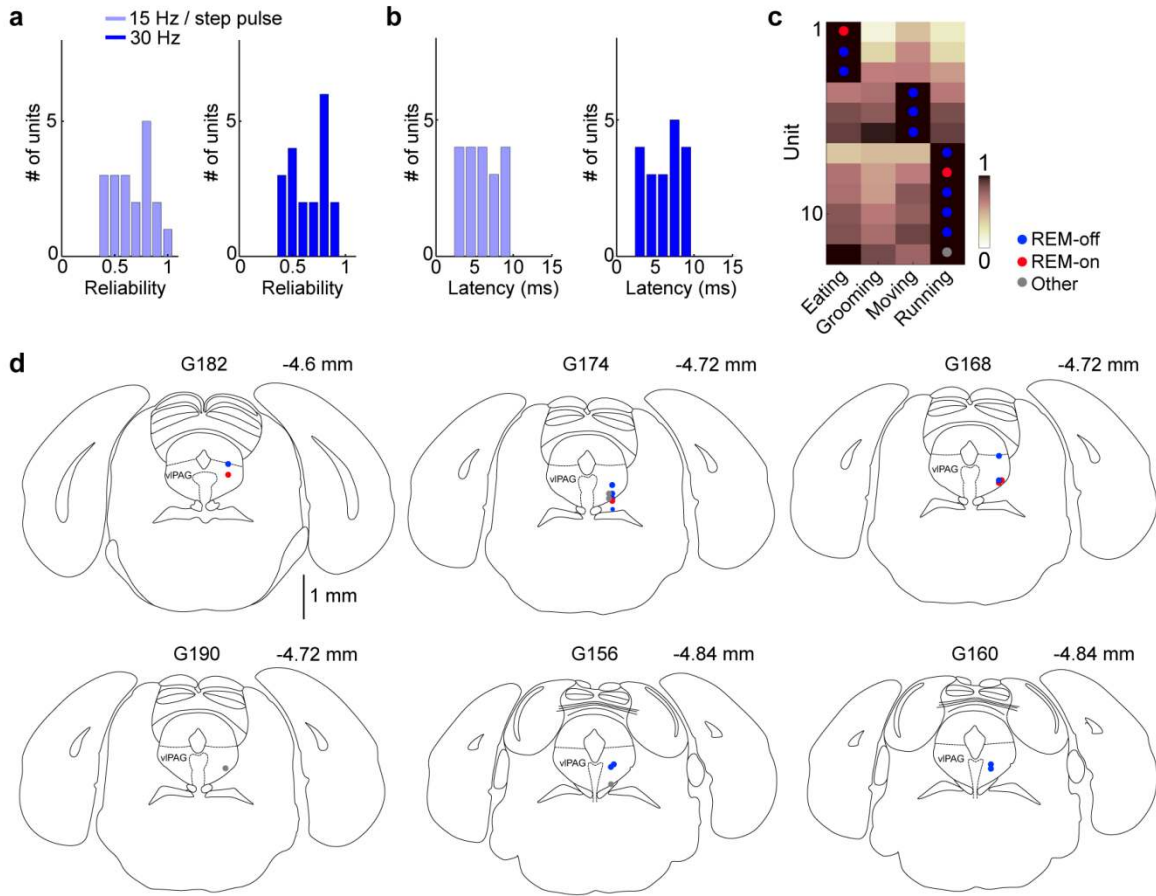 a
15 Hz / step pulse
30 Hz
# of units
5
0
0 0.5 1
Reliability
# of units
5
0
0 0.5 1
Reliability
b
# of units
5
0
0 5 10 15
Latency (ms)
# of units
5
0
0 5 10 15
Latency (ms)
c
Unit
1
10
Eating
Grooming
Moving
Running
1
0
REM-off
REM-on
Other
d
G182 -4.6 mm
vlPAG
1 mm
G174 -4.72 mm
vlPAG
G168 -4.72 mm
vlPAG
G190 -4.72 mm
vlPAG
G156 -4.84 mm
vlPAG
G160 -4.84 mm
vlPAG